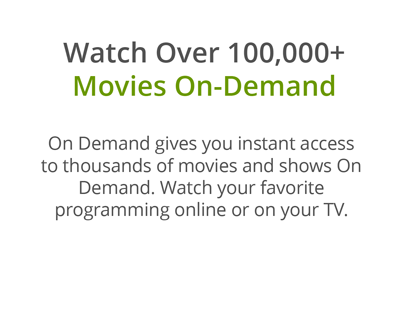 Watch Over 100,000+
Movies On-Demand
On Demand gives you instant access
to thousands of movies and shows On
Demand. Watch your favorite
programming online or on your TV.